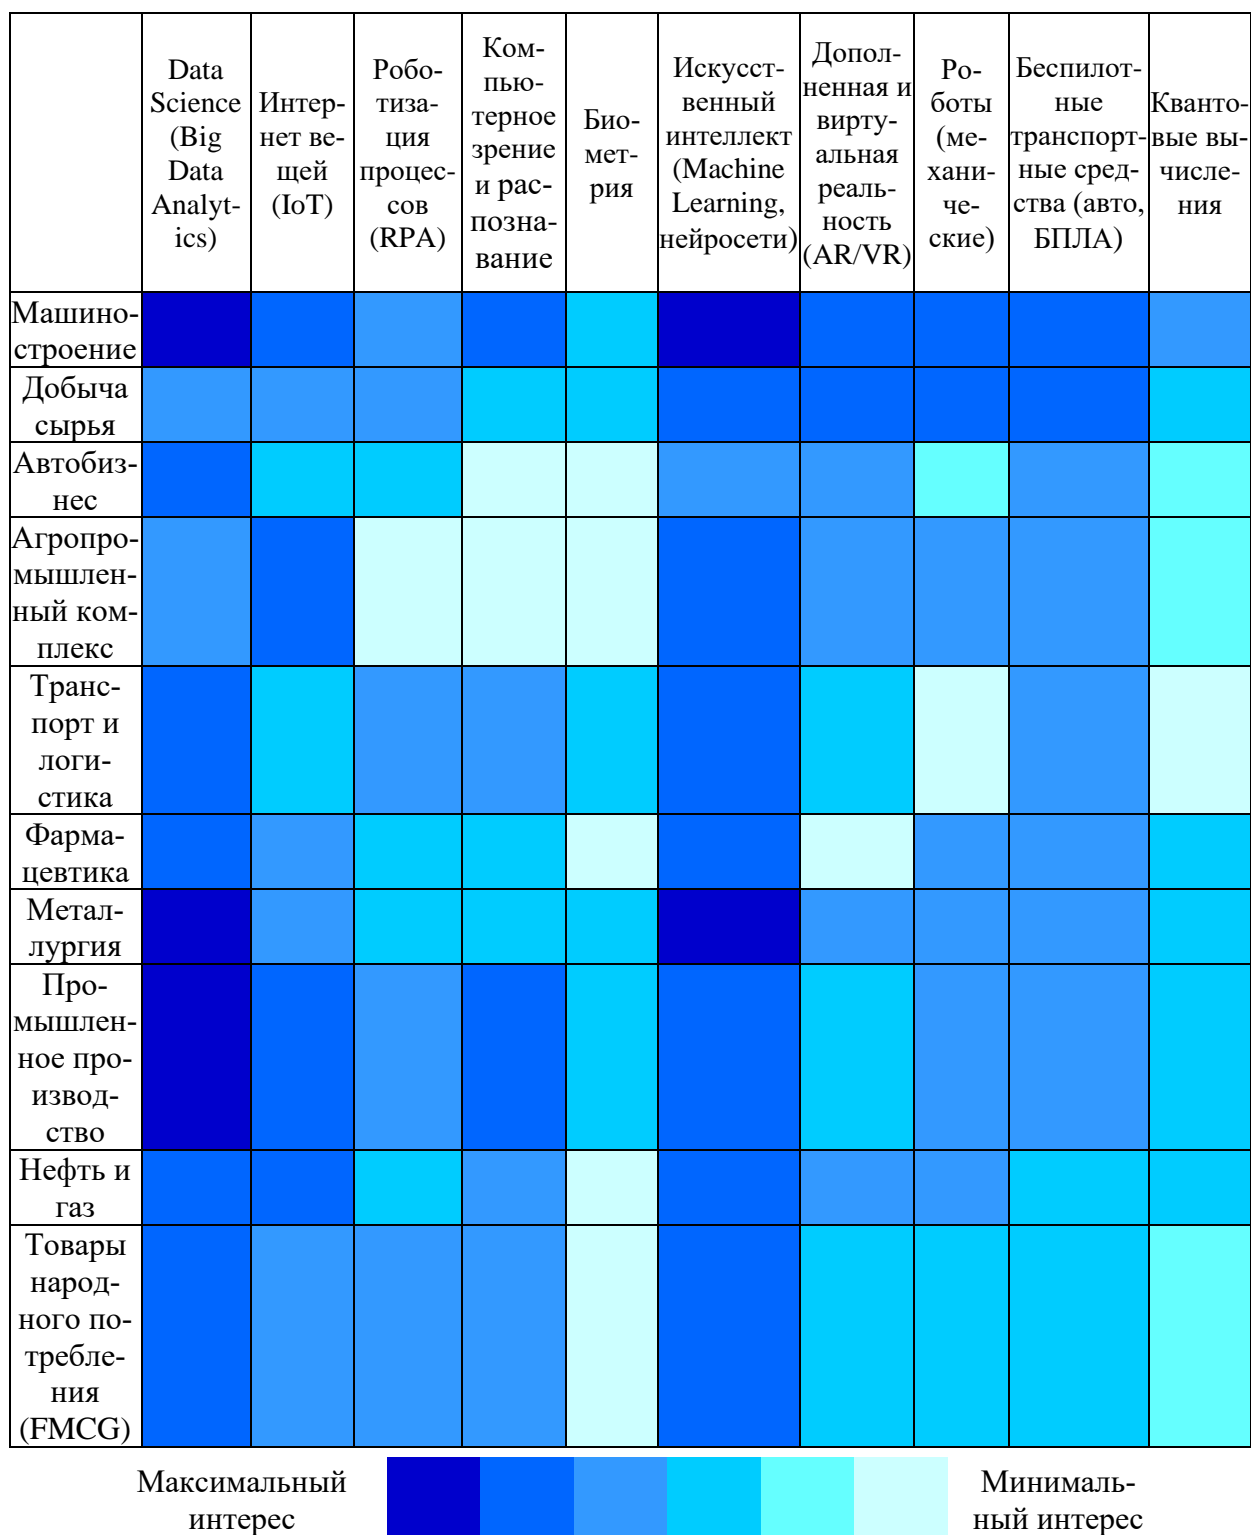 Data
Science
(Big
Data
Analyt-
ics)
Интер-
нет ве-
щей
(IoT)
Робо-
тиза-
ция
процес-
сов
(RPA)
Ком-
пью-
терное
зрение
и рас-
позна-
вание
Био-
мет-
рия
Искусст-
венный
интеллект
(Machine
Learning,
нейросети)
Допол-
ненная и
вирту-
альная
реаль-
ность
(AR/VR)
Ро-
боты
(ме-
хани-
че-
ские)
Беспилот-
ные
транспорт-
ные сред-
ства (авто,
БПЛА)
Кванто-
вые вы-
числе-
ния
Машино-
строение
Добыча
сырья
Автобиз-
нес
Агропро-
мышлен-
ный ком-
плекс
Транс-
порт и
логи-
стика
Фарма-
цевтика
Метал-
лургия
Про-
мышлен-
ное про-
извод-
ство
Нефть и
газ
Товары
народ-
ного по-
требле-
ния
(FMCG)
Максимальный
интерес
Минималь-
ный интерес